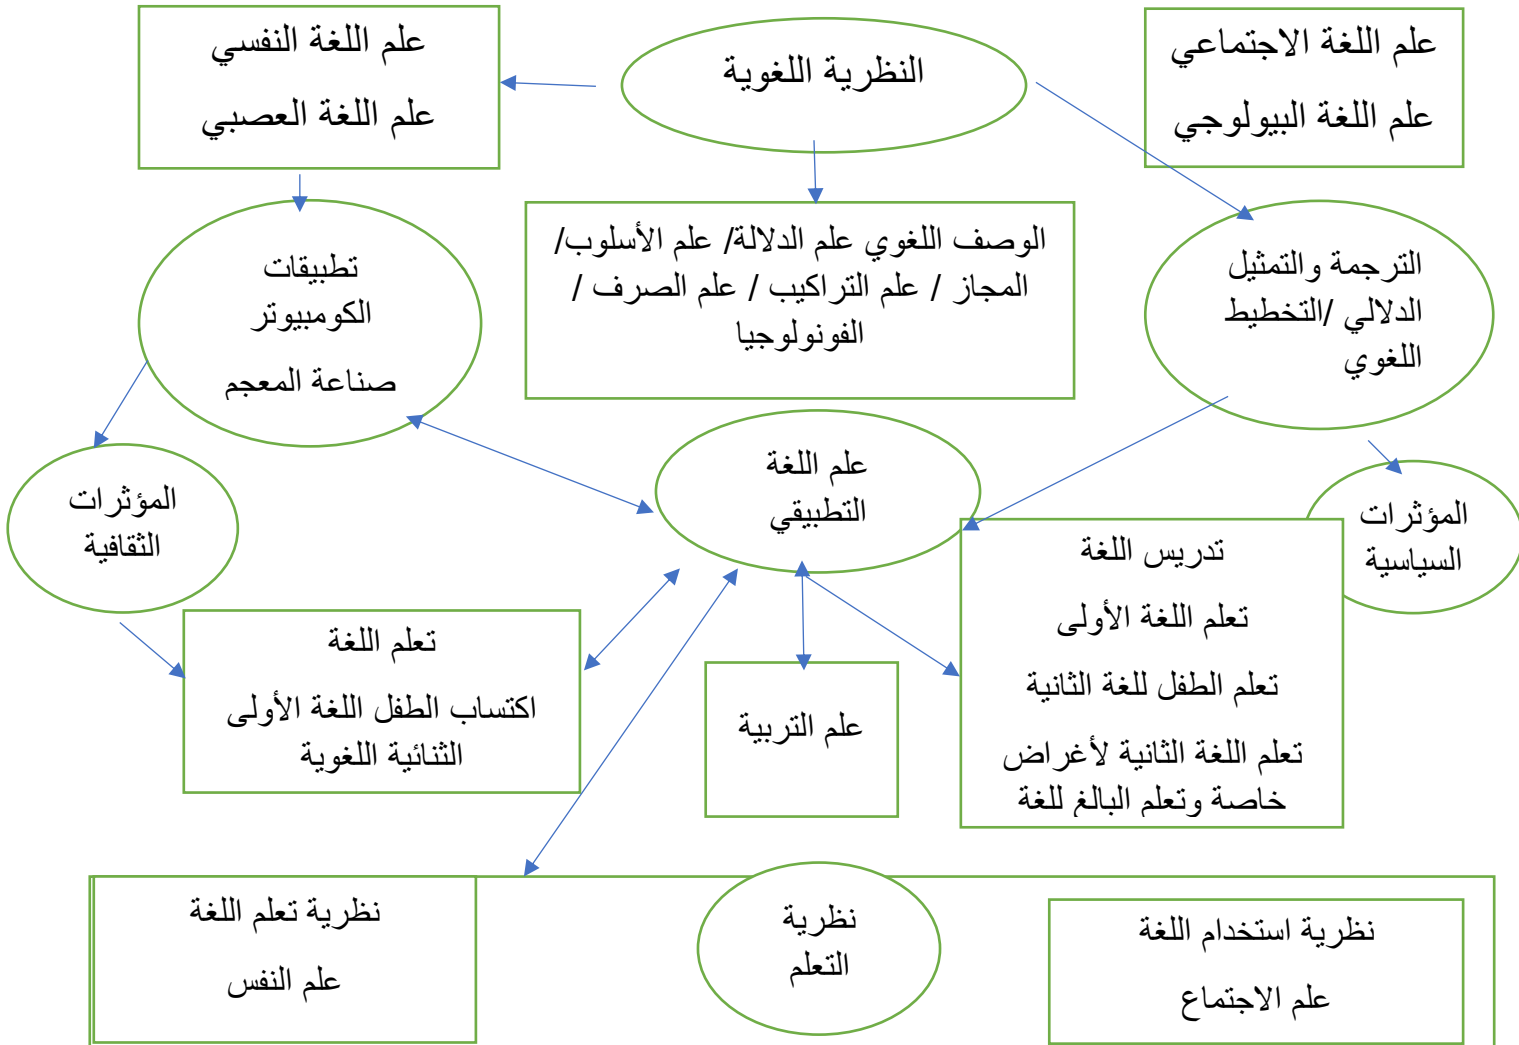 علم اللغة الاجتماعي
علم اللغة البيولوجي
النظرية اللغوية
علم اللغة النفسي
علم اللغة العصبي
الترجمة والتمثيل
الدلالي /التخطيط
اللغوي
الوصف اللغوي علم الدلالة/ علم الأسلوب/
المجاز / علم التراكيب / علم الصرف /
الفونولوجيا
تطبيقات
الكومبيوتر
صناعة المعجم
المؤثرات
السياسية
علم اللغة
التطبيقي
المؤثرات
الثقافية
تدريس اللغة
تعلم اللغة الأولى
تعلم الطفل للغة الثانية
تعلم اللغة الثانية لأغراض
خاصة وتعلم البالغ للغة
علم التربية
تعلم اللغة
اكتساب الطفل اللغة الأولى
الثنائية اللغوية
نظرية استخدام اللغة
علم الاجتماع
نظرية
التعلم
نظرية تعلم اللغة
علم النفس